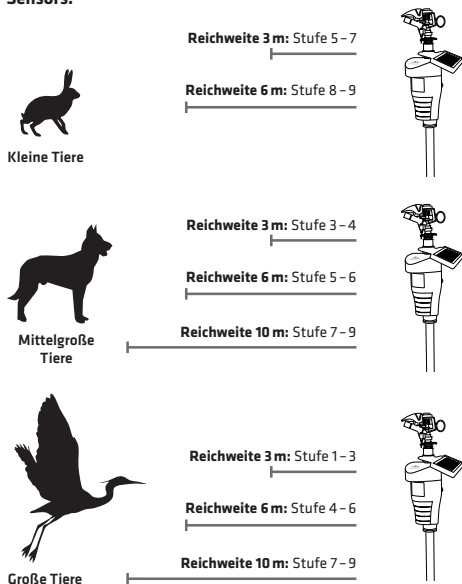 Sensors:
Reichweite 3 m: Stufe 5 – 7
Reichweite 6 m: Stufe 8 – 9
Kleine Tiere
Reichweite 3 m: Stufe 3 – 4
Reichweite 6 m: Stufe 5 – 6
Mittelgroße
Tiere
Reichweite 10 m: Stufe 7 – 9
Reichweite 3 m: Stufe 1 – 3
Reichweite 6 m: Stufe 4 – 6
Reichweite 10 m: Stufe 7 – 9
Große Tiere